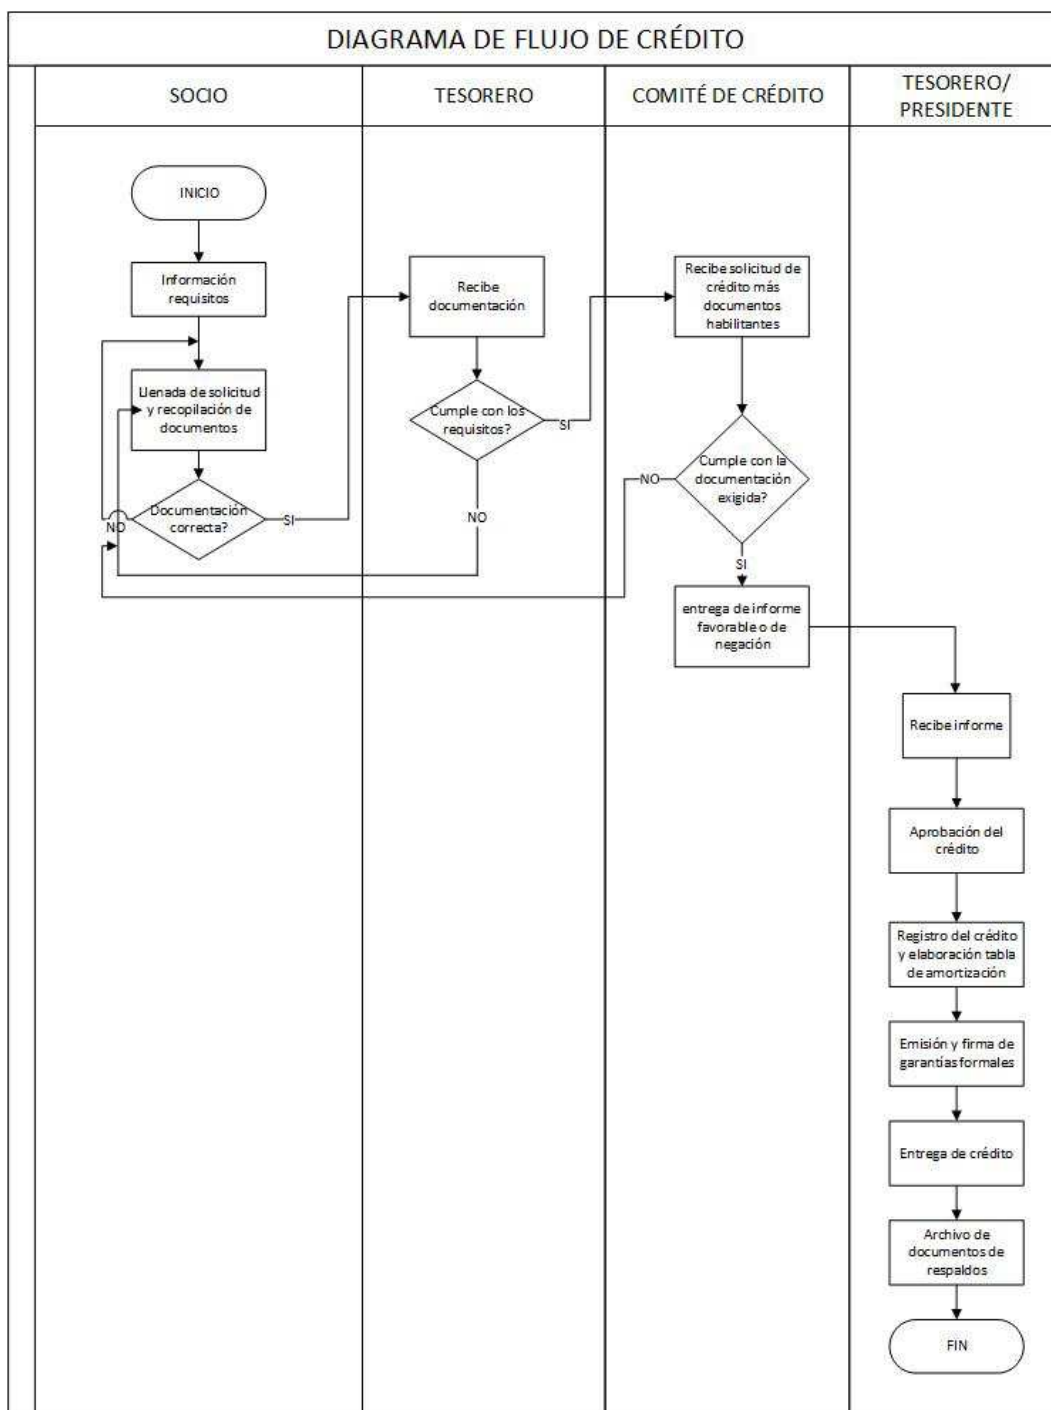 DIAGRAMA DE FLUJO DE CRÉDITO
SOCIO
TESORERO
COMITÉ DE CRÉDITO
TESORERO/
PRESIDENTE
INICIO
Información
requisitos
Llenada de solicitud
y recopilación de
documentos
Documentación
correcta?
NO
SI
Recibe
documentación
Cumple con los
requisitos?
SI
NO
Recibe solicitud de
crédito más
documentos
habilitantes
Cumple con la
documentación
exigida?
NO
SI
entrega de informe
favorable o de
negación
Recibe informe
Aprobación del
crédito
Registro del crédito
y elaboración tabla
de amortización
Emisión y firma de
garantías formales
Entrega de crédito
Archivo de
documentos de
respaldos
FIN